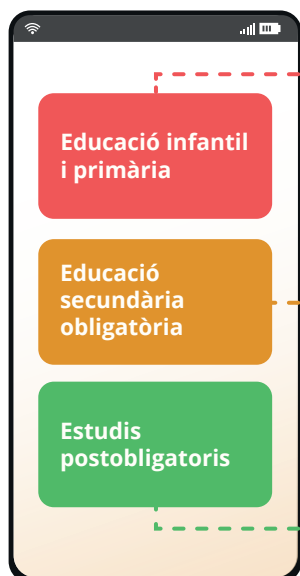 Educació infantil
i primària
Educació
secundària
obligatòria
Estudis
postobligatoris